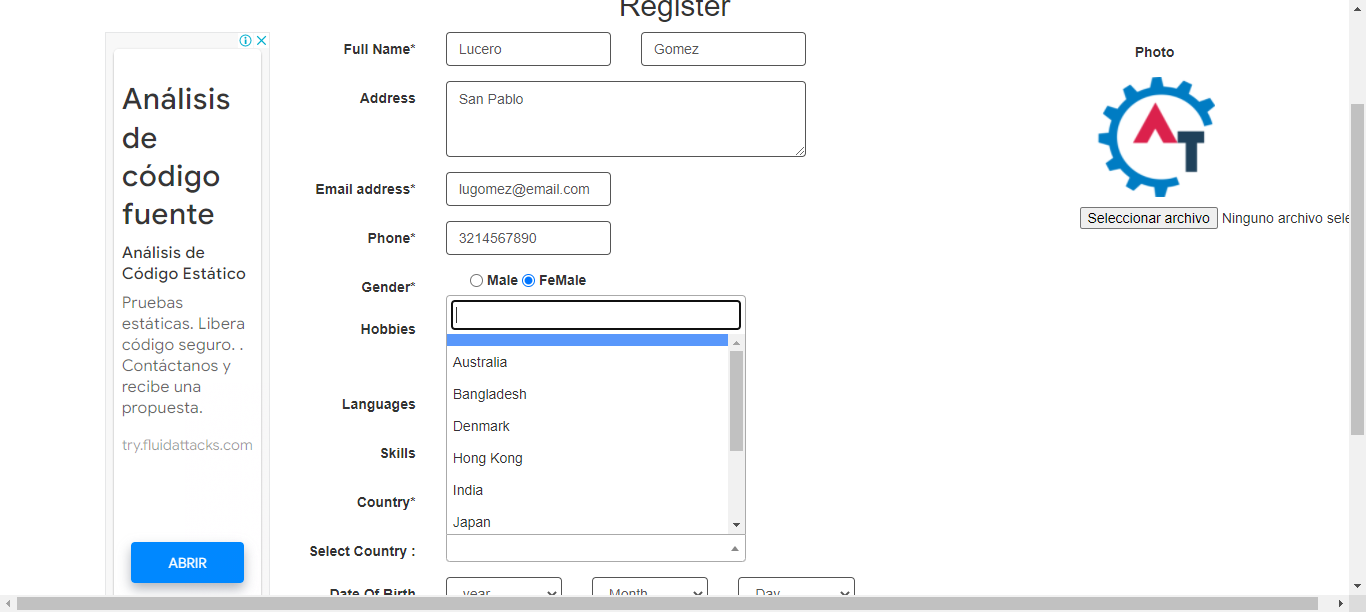 Register
Análisis
de
código
fuente
Análisis de
Código Estático
Pruebas
estáticas. Libera
código seguro. .
Contáctanos y
recibe una
propuesta.
try.fluidattacks.com
ABRIR
Full Name* Lucero Gomez
Address San Pablo
Email address* lugomez@email.com
Phone* 3214567890
Gender* Male FeMale
Hobbies
Australia
Bangladesh
Languages
Denmark
Skills
Hong Kong
India
Country*
Japan
Select Country :
Date Of Birth year Month Day
Photo
AT
Seleccionar archivo Ninguno archivo sele